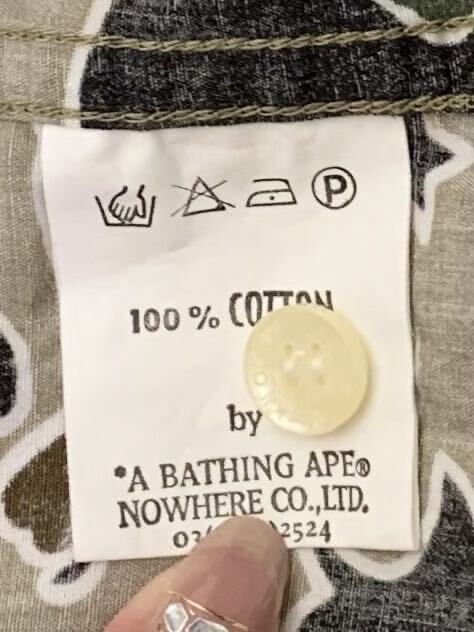 P
100 % COTTON
by
*A BATHING APE®
NOWHERE CO.,LTD.
2524